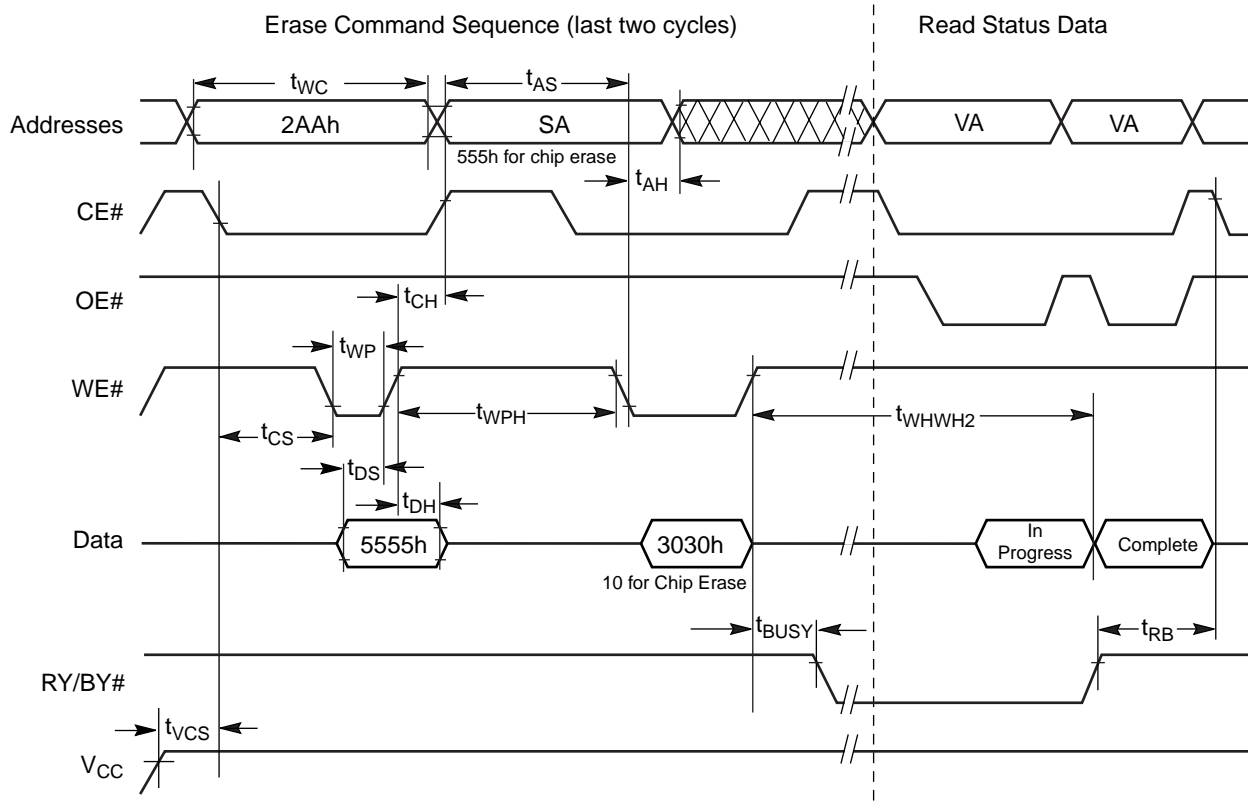 Erase Command Sequence (last two cycles)
Read Status Data
tWC
tAS
Addresses
2AAh
SA
VA
VA
555h for chip erase
tAH
CE#
tCH
OE#
tWP
WE#
tWPH
tWHWH2
tCS
tDS
tDH
Data
5555h
3030h
In
Progress
Complete
10 for Chip Erase
tBUSY
tRB
RY/BY#
tVCS
VCC